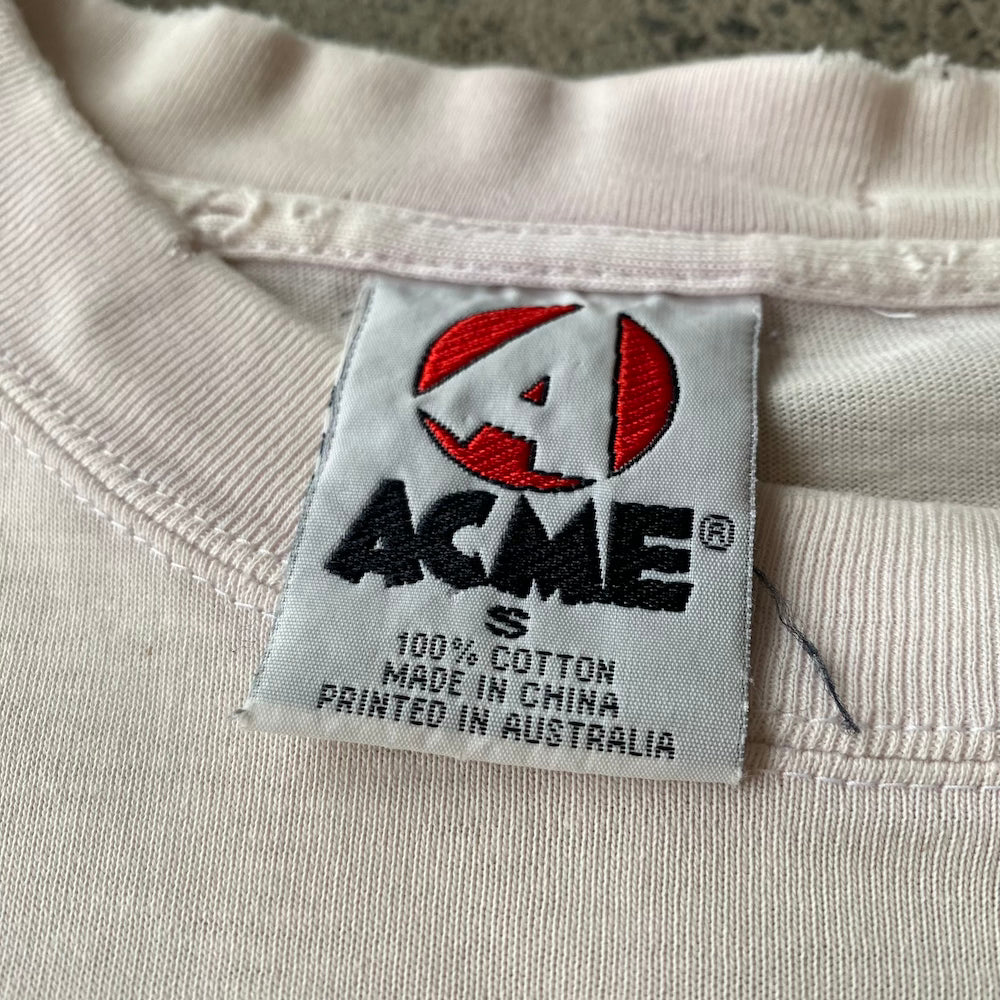 A
ACME®
S
100% COTTON
MADE IN CHINA
PRINTED IN AUSTRALIA